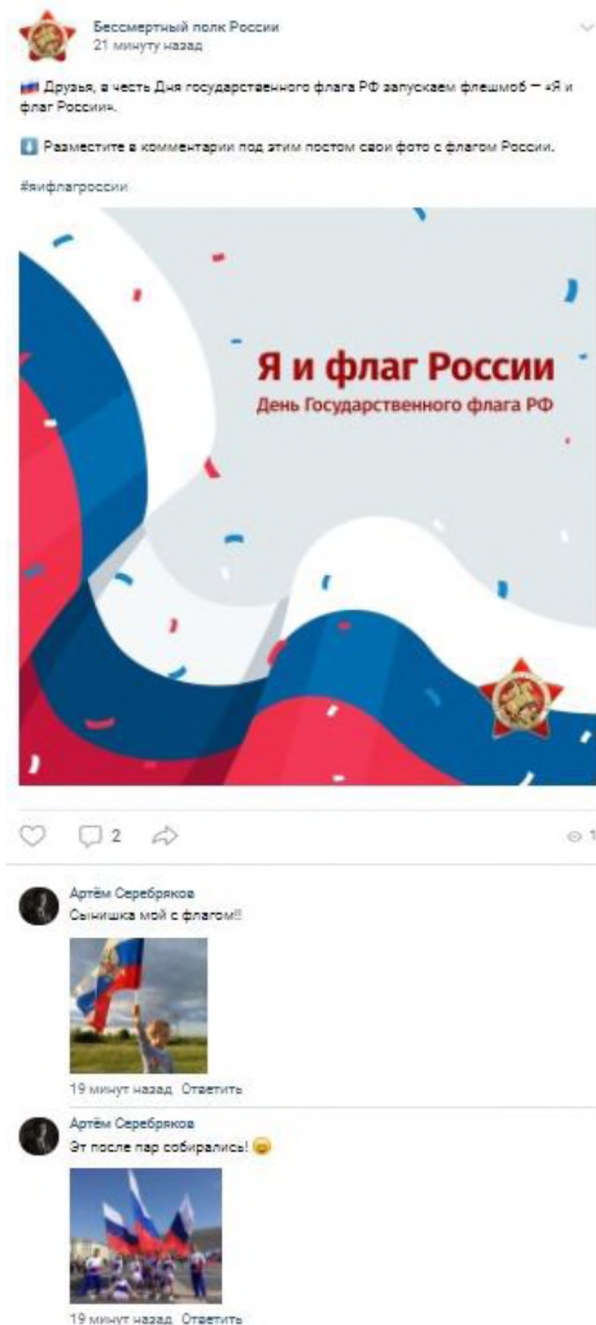 Бессмертный полк России
21 минуту назад
Друзья, в честь Дня государственного флага РФ запускаем флешмоб — «Я и
флаг России».
Разместите в комментарии под этим постом свои фото с флагом России.
#яифлагроссии
Я и флаг России
День Государственного флага РФ
2
1
Артём Серебряков
Сынишка мой с флагом!!
19 минут назад Ответить
Артём Серебряков
Эт после пар собирались!
19 минут назад Ответить